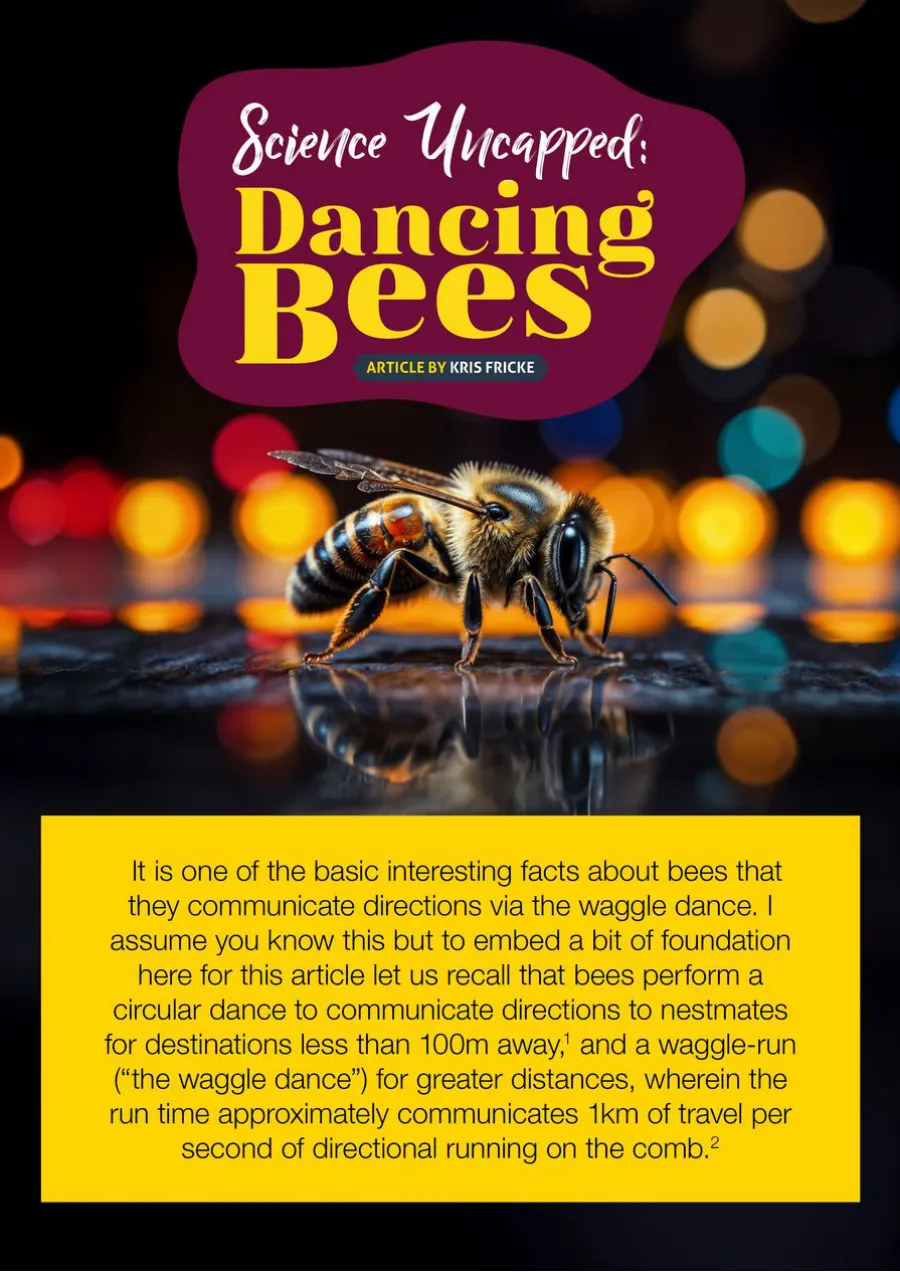 Science Uncapped:
Dancing
Bees
ARTICLE BY KRIS FRICKE
It is one of the basic interesting facts about bees that
they communicate directions via the waggle dance. I
assume you know this but to embed a bit of foundation
here for this article let us recall that bees perform a
circular dance to communicate directions to nestmates
for destinations less than 100m away,¹ and a waggle-run
(“the waggle dance”) for greater distances, wherein the
run time approximately communicates 1km of travel per
second of directional running on the comb.²